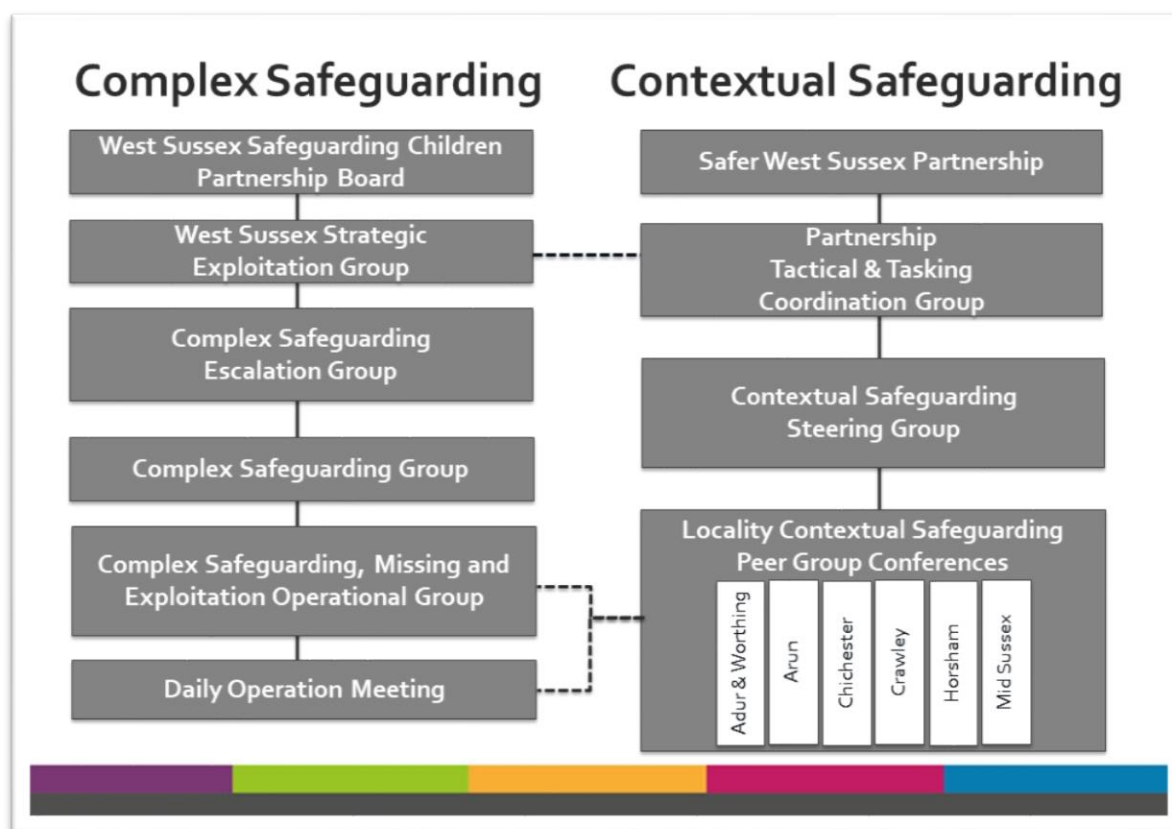 Complex Safeguarding
West Sussex Safeguarding Children
Partnership Board
West Sussex Strategic
Exploitation Group
Complex Safeguarding
Escalation Group
Complex Safeguarding Group
Complex Safeguarding, Missing and
Exploitation Operational Group
Daily Operation Meeting
Contextual Safeguarding
Safer West Sussex Partnership
Partnership
Tactical & Tasking
Coordination Group
Contextual Safeguarding
Steering Group
Locality Contextual Safeguarding
Peer Group Conferences
Adur & Worthing
Arun
Chichester
Crawley
Horsham
Mid Sussex